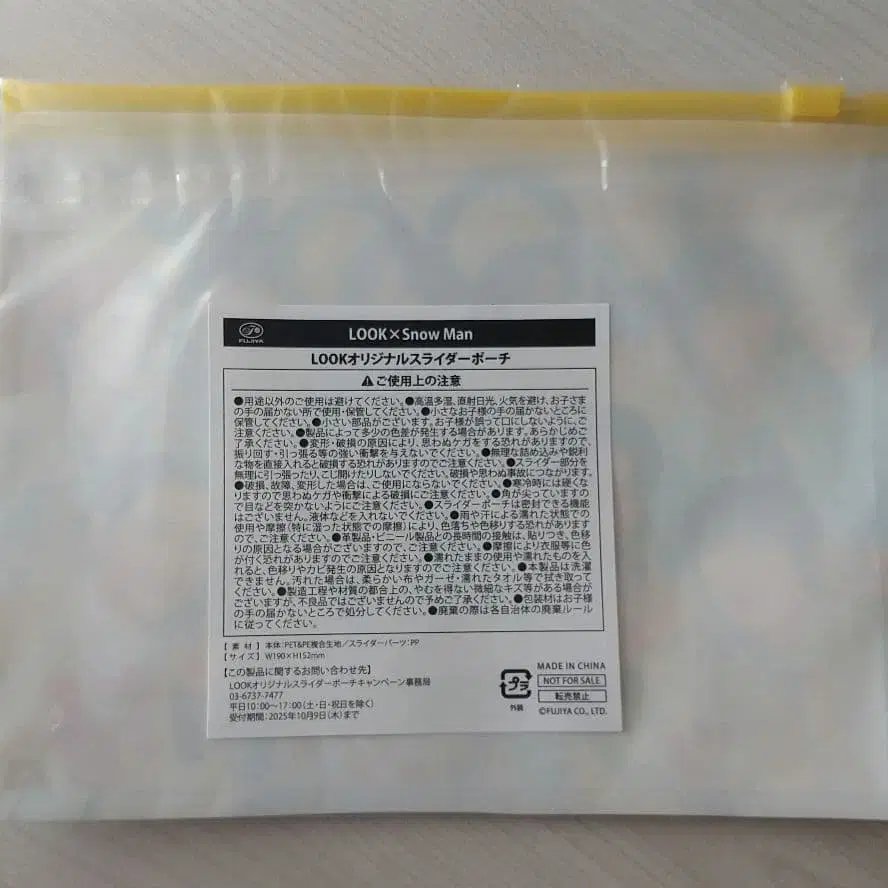 FUJIYA
LOOK×Snow Man
LOOKオリジナルスライダーポーチ
⚠ご使用上の注意
●用途以外のご使用は避けてください。●高温多湿、直射日光、火気を避け、お子さま
の手の届かない所で使用・保管してください。●小さなお子様の手の届かないところに
保管してください。●小さい部品がございます。お子様が誤って口にしないように、ご
注意ください。●製品によって多少の色差が発生する場合があります。あらかじめご
了承ください。●変形・破損の原因により、思わぬケガをする恐れがありますので、
振り回す・引っ張る等の強い衝撃を与えないでください。●無理な詰め込みや鋭利
な物を直接入れると破損する恐れがありますのでご注意ください。●スライダー部分を
無理に引っ張ったり、こじ開けたりしないでください。破損や思わぬ事故につながります。
●破損、故障、変形した場合は、ご使用にならないでください。●寒冷時には硬くな
りますので思わぬケガや衝撃による破損にご注意ください。●角が尖っていますの
で目などを突かないようにご注意ください。●スライダーポーチは密封できる機能
はございません。液体などを入れないでください。●雨や汗による濡れた状態での
使用や摩擦(特に湿った状態での摩擦)により、色落ちや色移りする恐れがあります
ので、ご注意ください。●革製品・ビニール製品との長時間の接触は、貼りつき、色移
りの原因となる場合がございますので、ご注意ください。●摩擦により衣服等に色
が付く恐れがありますのでご注意ください。●濡れたままの使用や濡れたものを入
れると、色移りやカビ発生の原因となりますのでご注意ください。●本製品は洗濯
できません。汚れた場合は、柔らかい布やガーゼ・濡れたタオル等で拭き取って
ください。●製造工程や材質の都合上、やむを得ない微細なキズ等がある場合が
ございますが、不良品ではございませんので予めご了承ください。●包装材はお子様
の手の届かないところで処分してください。●廃棄の際は各自治体の廃棄ルール
に従ってください。
【素 材】本体:PET&PE複合生地/スライダーパーツ:PP
【サイズ】W190×H152mm
【この製品に関するお問い合わせ先】
LOOKオリジナルスライダーポーチキャンペーン事務局
03-6737-7477
平日10:00～17:00(土・日・祝日を除く)
受付期間:2025年10月9日(木)まで
プラ
外装
MADE IN CHINA
NOT FOR SALE
転売禁止
©FUJIYA CO., LTD.